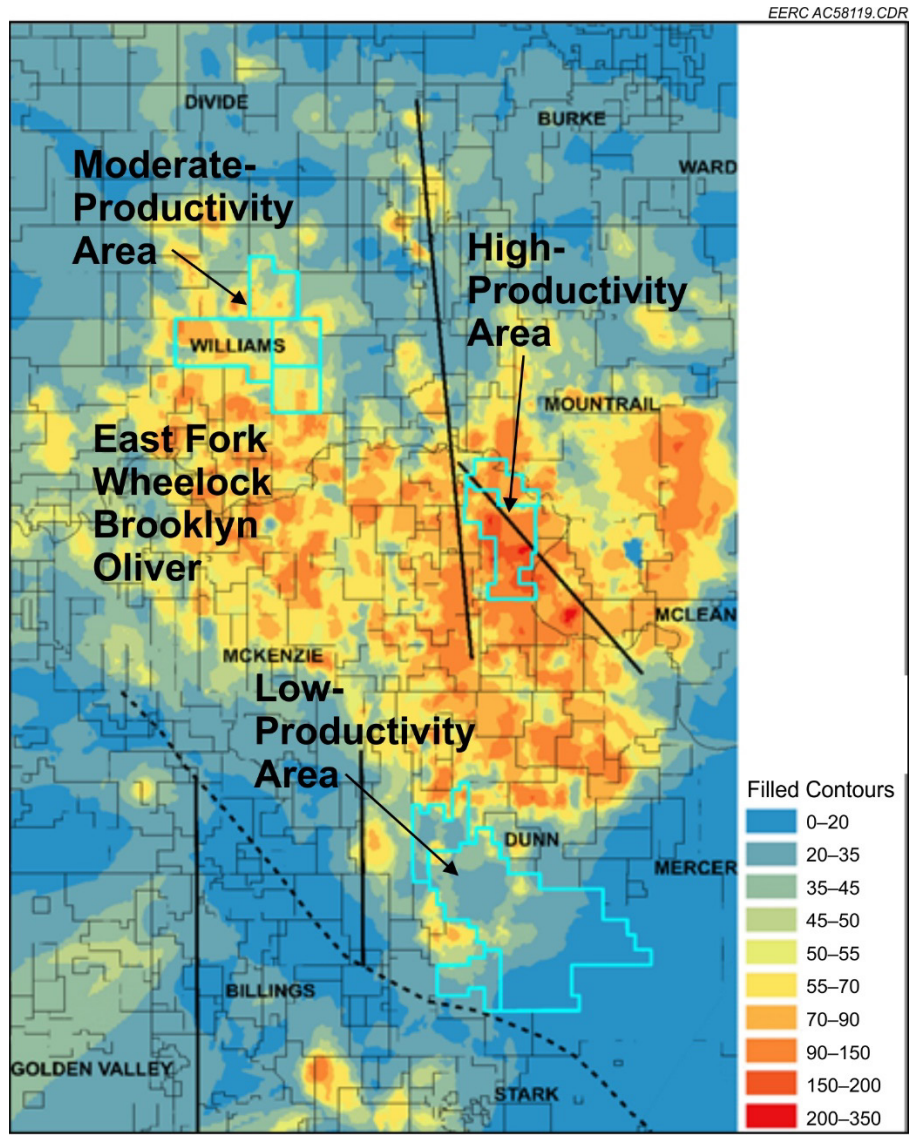 EERC AC58119.CDR
DIVIDE
BURKE
WARD
Moderate-
Productivity
Area
High-
Productivity
Area
WILLIAMS
MOUNTRAIL
East Fork
Wheelock
Brooklyn
Oliver
MCLEAN
MCKENZIE
Low-
Productivity
Area
DUNN
MERCER
BILLINGS
GOLDEN VALLEY
STARK
Filled Contours
0–20
20–35
35–45
45–50
50–55
55–70
70–90
90–150
150–200
200–350